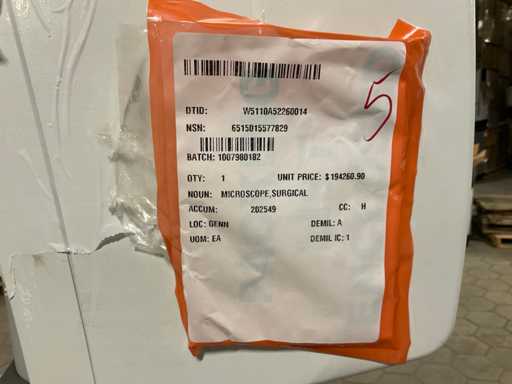 DTID: W5110A52260014
NSN: 6515015577829
BATCH: 1007980182
QTY: 1 UNIT PRICE: $194260.90
NOUN: MICROSCOPE,SURGICAL
ACCUM: 202549 CC: H
LOC: GENN DEMIL: A
UOM: EA DEMIL IC: 1
5